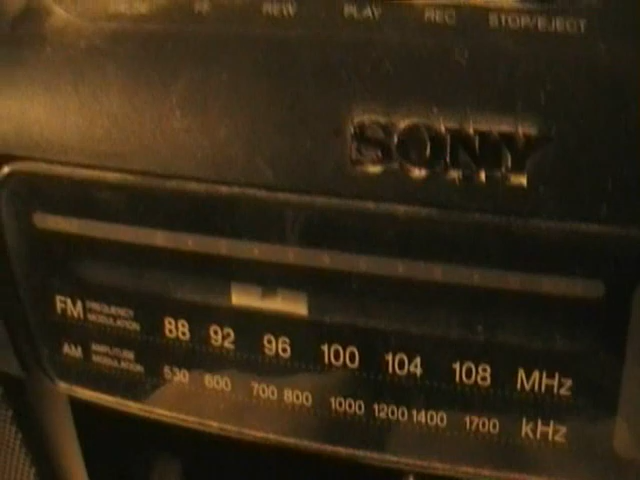 FF REW PLAY REC STOP/EJECT
SONY
FM FREQUENCY MODULATION 88 92 96 100 104 108 MHz
AM AMPLITUDE MODULATION 530 600 700 800 1000 1200 1400 1700 kHz